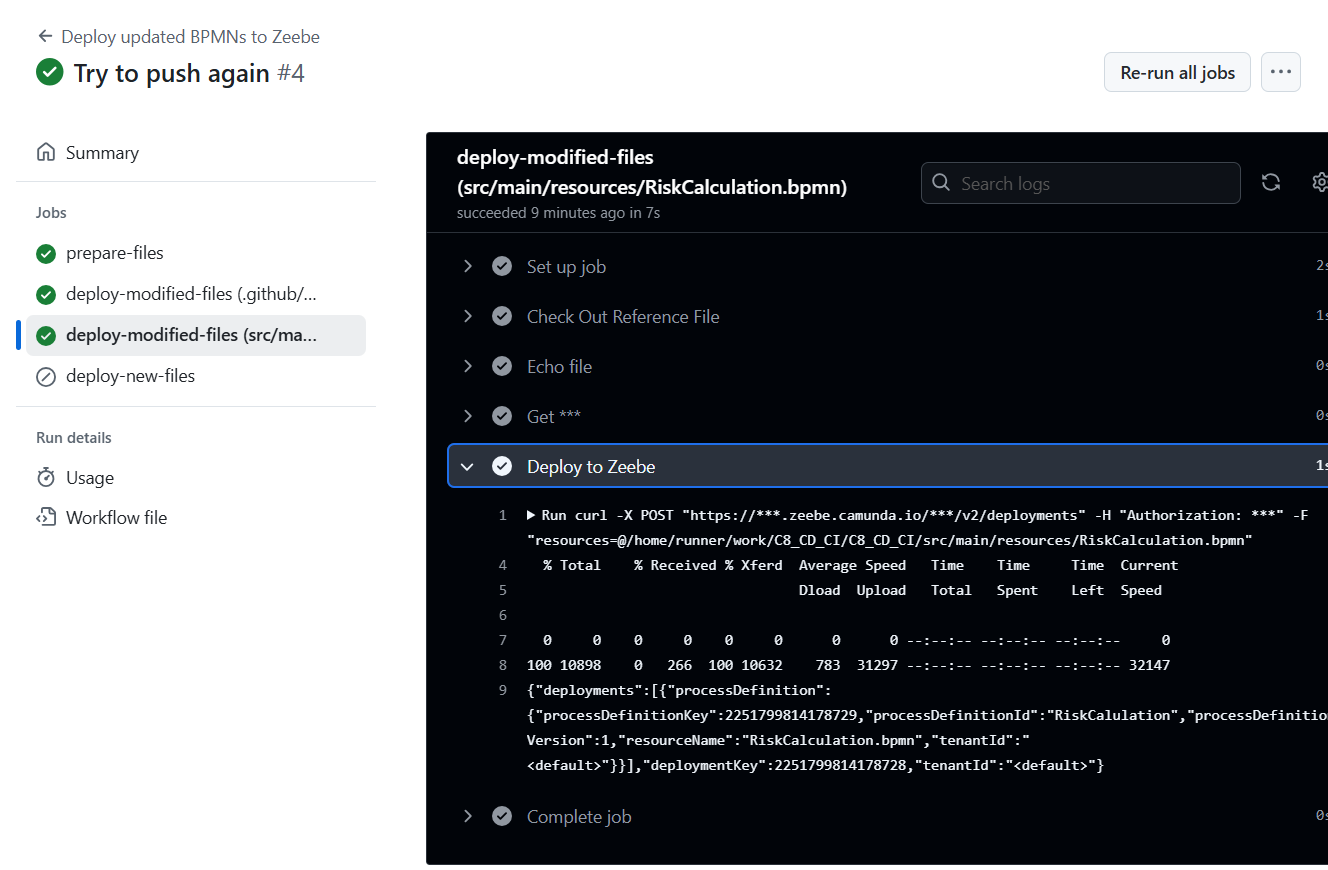 Deploy updated BPMNs to Zeebe
Try to push again #4
Re-run all jobs
Summary
Jobs
prepare-files
deploy-modified-files (.github/...
deploy-modified-files (src/ma...
deploy-new-files
Run details
Usage
Workflow file
deploy-modified-files
(src/main/resources/RiskCalculation.bpmn)
succeeded 9 minutes ago in 7s
Search logs
Set up job 2s
Check Out Reference File 1s
Echo file 0s
Get *** 0s
Deploy to Zeebe 1s
1 Run curl -X POST "https://***.zeebe.camunda.io/***/v2/deployments" -H "Authorization: ***" -F
"resources=@/home/runner/work/C8_CD_CI/C8_CD_CI/src/main/resources/RiskCalculation.bpmn"
4 % Total % Received % Xferd Average Speed Time Time Time Current
5 Dload Upload Total Spent Left Speed
6
7 0 0 0 0 0 0 0 0 --:--:-- --:--:-- --:--:-- 0
8 100 10898 0 266 100 10632 783 31297 --:--:-- --:--:-- --:--:-- 32147
9 {"deployments":[{"processDefinition":
{"processDefinitionKey":2251799814178729,"processDefinitionId":"RiskCalulation","processDefinitio
Version":1,"resourceName":"RiskCalculation.bpmn","tenantId":"
<default>"}}],"deploymentKey":2251799814178728,"tenantId":"<default>"}
Complete job 0s